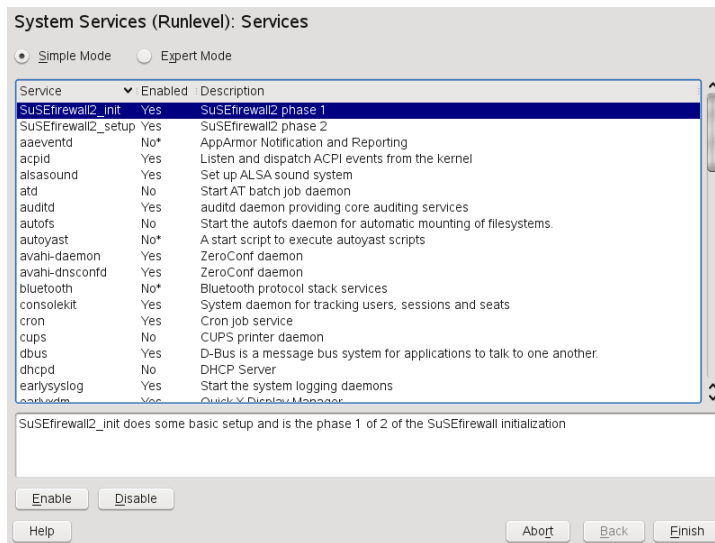 System Services (Runlevel): Services
Simple Mode Expert Mode
Service Enabled Description
SuSEfirewall2_init Yes SuSEfirewall2 phase 1
SuSEfirewall2_setup Yes SuSEfirewall2 phase 2
aaeventd No* AppArmor Notification and Reporting
acpid Yes Listen and dispatch ACPI events from the kernel
alsasound Yes Set up ALSA sound system
atd No Start AT batch job daemon
auditd Yes auditd daemon providing core auditing services
autofs No Start the autofs daemon for automatic mounting of filesystems.
autoyast No* A start script to execute autoyast scripts
avahi-daemon Yes ZeroConf daemon
avahi-dnsconfd Yes ZeroConf daemon
bluetooth No* Bluetooth protocol stack services
consolekit Yes System daemon for tracking users, sessions and seats
cron Yes Cron job service
cups No CUPS printer daemon
dbus Yes D-Bus is a message bus system for applications to talk to one another.
dhcpd No DHCP Server
earlysyslog Yes Start the system logging daemons
earlyxdm Yes Quick X Display Manager
SuSEfirewall2_init does some basic setup and is the phase 1 of 2 of the SuSEfirewall initialization
Enable Disable
Help Abort Back Finish